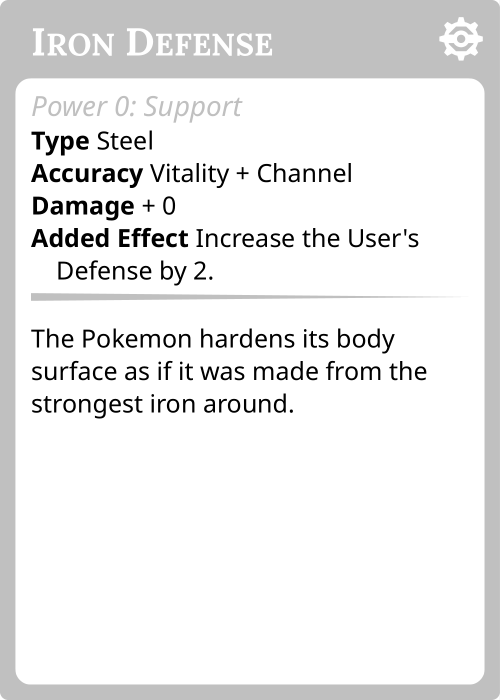 Iron Defense
Power 0: Support
Type Steel
Accuracy Vitality + Channel
Damage + 0
Added Effect Increase the User's
Defense by 2.
The Pokemon hardens its body
surface as if it was made from the
strongest iron around.